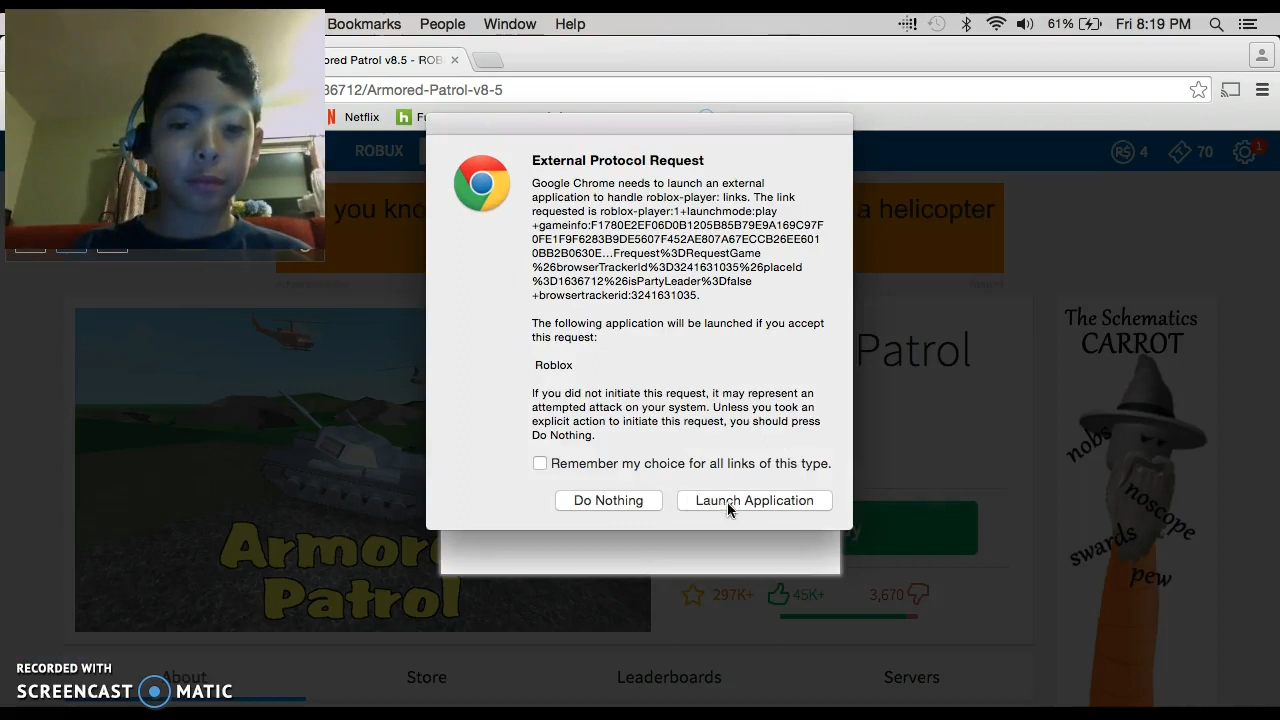 Bookmarks People Window Help 61% Fri 8:19 PM
ored Patrol v8.5 - ROB
36712/Armored-Patrol-v8-5
Netflix
ROBUX R$ 4 70 1
you kno
a helicopter
External Protocol Request
Google Chrome needs to launch an external
application to handle roblox-player: links. The link
requested is roblox-player:1+launchmode:play
+gameinfo:F1780E2EF06D0B1205B85B79E9A169C97F
0FE1F9F6283B9DE5607F452AE807A67ECCB26EE601
0BB2B0630E...Frequest%3DRequestGame
%26browserTrackerId%3D3241631035%26placeId
%3D1636712%26isPartyLeader%3Dfalse
+browsertrackerid:3241631035.
The following application will be launched if you accept
this request:
Roblox
If you did not initiate this request, it may represent an
attempted attack on your system. Unless you took an
explicit action to initiate this request, you should press
Do Nothing.
Remember my choice for all links of this type.
Do Nothing Launch Application
Patrol
Armore
Patrol
297K+ 45K+ 3,670
The Schematics
CARROT
nobs
noscope
swards
pew
About Store Leaderboards Servers
RECORDED WITH
SCREENCAST MATIC